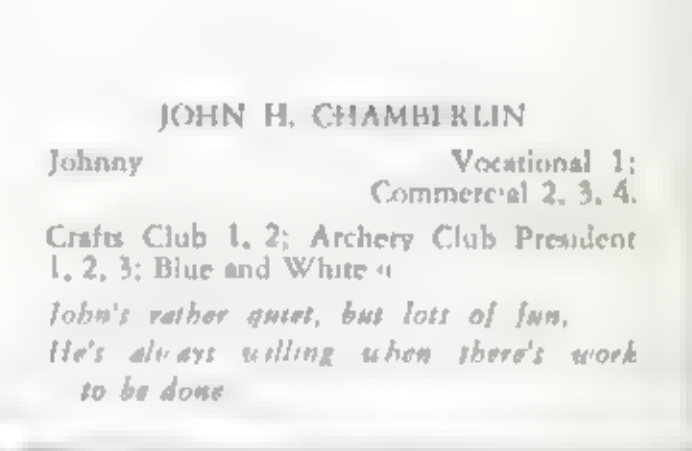 JOHN H. CHAMBERLIN
Johnny Vocational 1;
Commercial 2, 3, 4.
Crafts Club 1, 2; Archery Club President
1, 2, 3; Blue and White
John's rather quiet, but lots of fun,
He's always willing when there's work
to be done